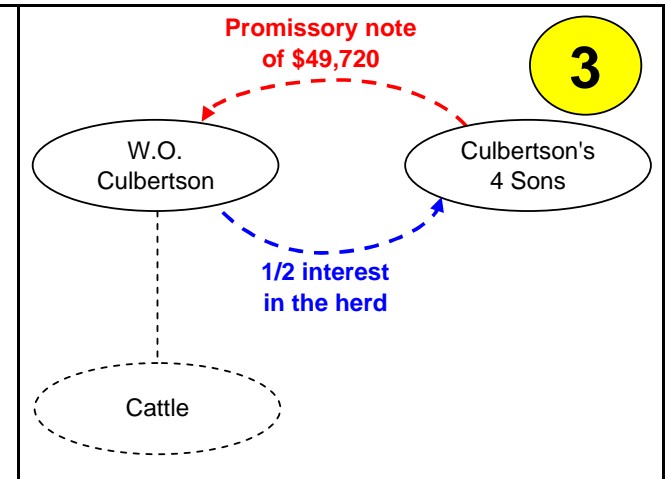 Promissory note
of $49,720
3
W.O.
Culbertson
Culbertson's
4 Sons
1/2 interest
in the herd
Cattle